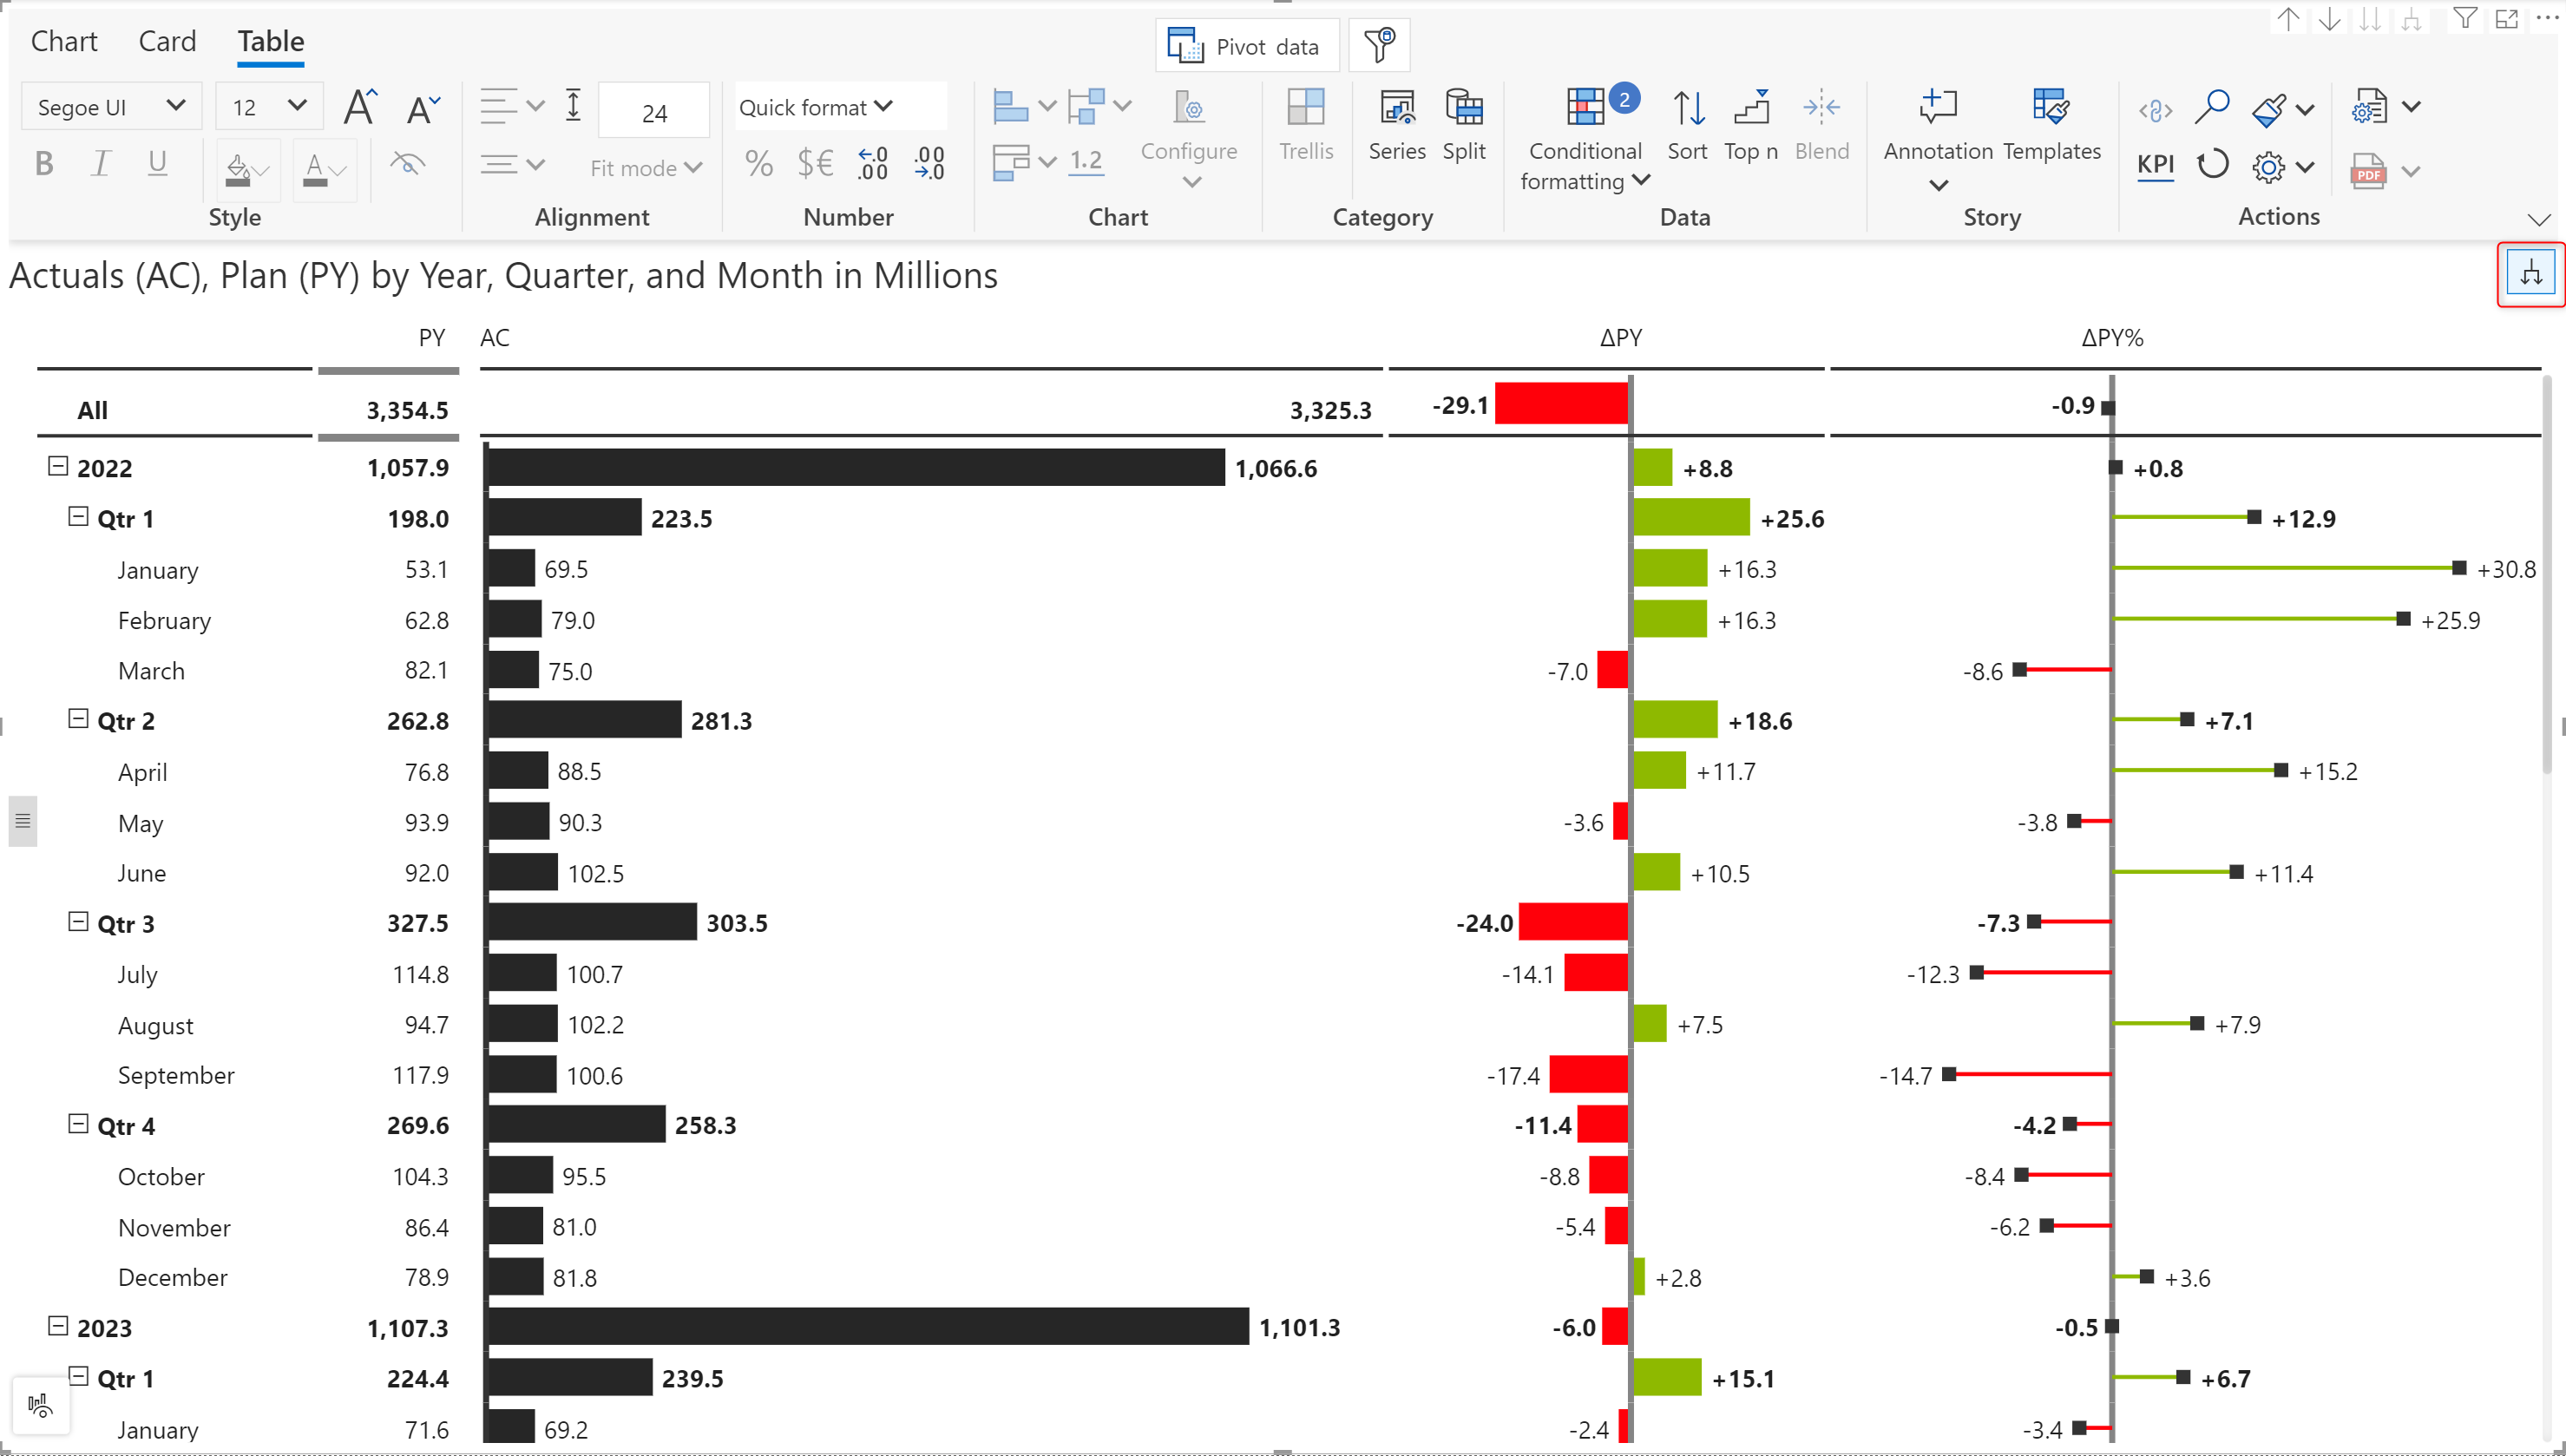 Chart Card Table
Pivot data
Segoe UI 12 A A 24 Quick format 1.2 Configure Trellis Series Split Conditional formatting 2 Sort Top n Blend Annotation Templates
B I U A Fit mode % $€ .0 .00 .00 .0 KPI PDF
Style Alignment Number Chart Category Data Story Actions
Actuals (AC), Plan (PY) by Year, Quarter, and Month in Millions
PY AC ΔPY ΔPY%
All 3,354.5 3,325.3 -29.1 -0.9
2022 1,057.9 1,066.6 +8.8 +0.8
Qtr 1 198.0 223.5 +25.6 +12.9
January 53.1 69.5 +16.3 +30.8
February 62.8 79.0 +16.3 +25.9
March 82.1 75.0 -7.0 -8.6
Qtr 2 262.8 281.3 +18.6 +7.1
April 76.8 88.5 +11.7 +15.2
May 93.9 90.3 -3.6 -3.8
June 92.0 102.5 +10.5 +11.4
Qtr 3 327.5 303.5 -24.0 -7.3
July 114.8 100.7 -14.1 -12.3
August 94.7 102.2 +7.5 +7.9
September 117.9 100.6 -17.4 -14.7
Qtr 4 269.6 258.3 -11.4 -4.2
October 104.3 95.5 -8.8 -8.4
November 86.4 81.0 -5.4 -6.2
December 78.9 81.8 +2.8 +3.6
2023 1,107.3 1,101.3 -6.0 -0.5
Qtr 1 224.4 239.5 +15.1 +6.7
January 71.6 69.2 -2.4 -3.4